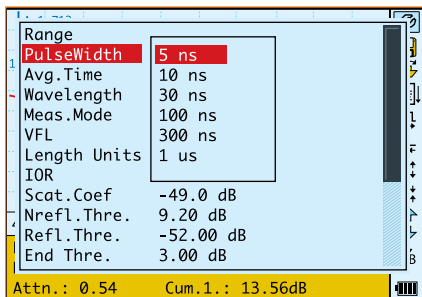 Range
PulseWidth 5 ns
Avg.Time 10 ns
Wavelength 30 ns
Meas.Mode 100 ns
VFL 300 ns
Length Units 1 us
IOR
Scat.Coef -49.0 dB
Nrefl.Thre. 9.20 dB
Refl.Thre. -52.00 dB
End Thre. 3.00 dB
Attn.: 0.54 Cum.1.: 13.56dB